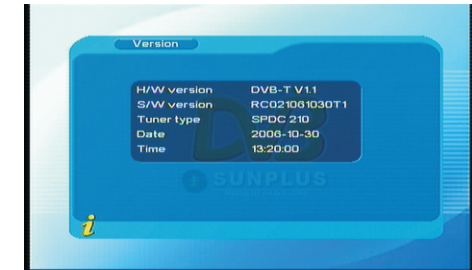 Version
H/W version DVB-T V1.1
S/W version RC021061030T1
Tuner type SPDC 210
Date 2006-10-30
Time 13:20:00
DVB
SUNPLUS
i